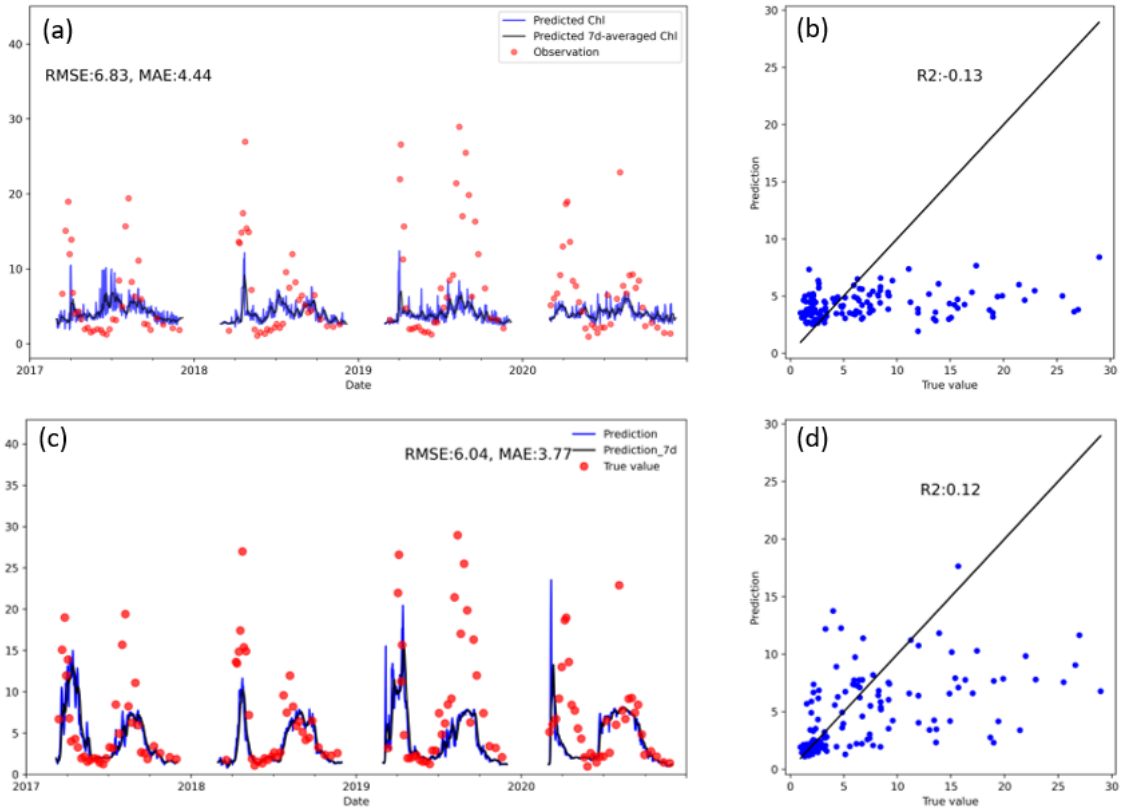 (a)
Predicted Chl
Predicted 7d-averaged Chl
Observation
RMSE:6.83, MAE:4.44
40
30
20
10
0
2017
2018
2019
2020
Date
(b)
R2:-0.13
Prediction
30
25
20
15
10
5
0
0
5
10
15
20
25
30
True value
(c)
Prediction
Prediction_7d
True value
RMSE:6.04, MAE:3.77
40
35
30
25
20
15
10
5
0
2017
2018
2019
2020
Date
(d)
R2:0.12
Prediction
30
25
20
15
10
5
0
0
5
10
15
20
25
30
True value